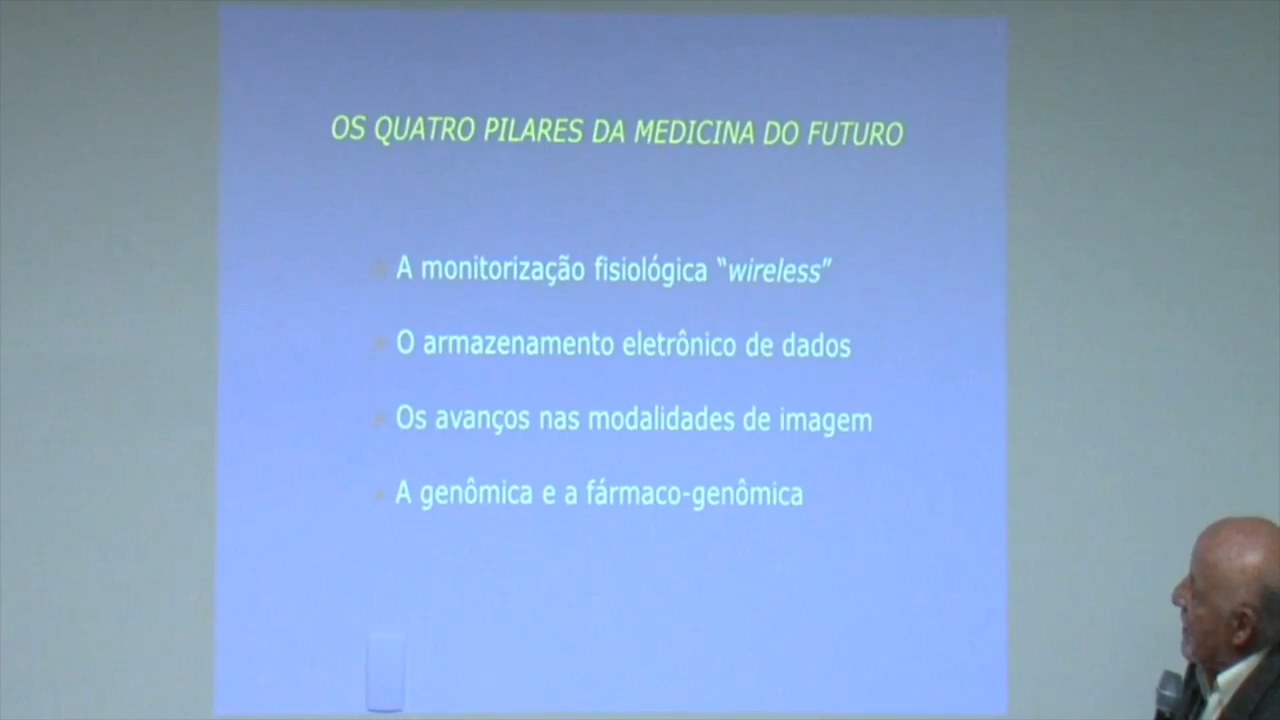 OS QUATRO PILARES DA MEDICINA DO FUTURO
A monitorização fisiológica “wireless”
O armazenamento eletrônico de dados
Os avanços nas modalidades de imagem
A genômica e a fármaco-genômica